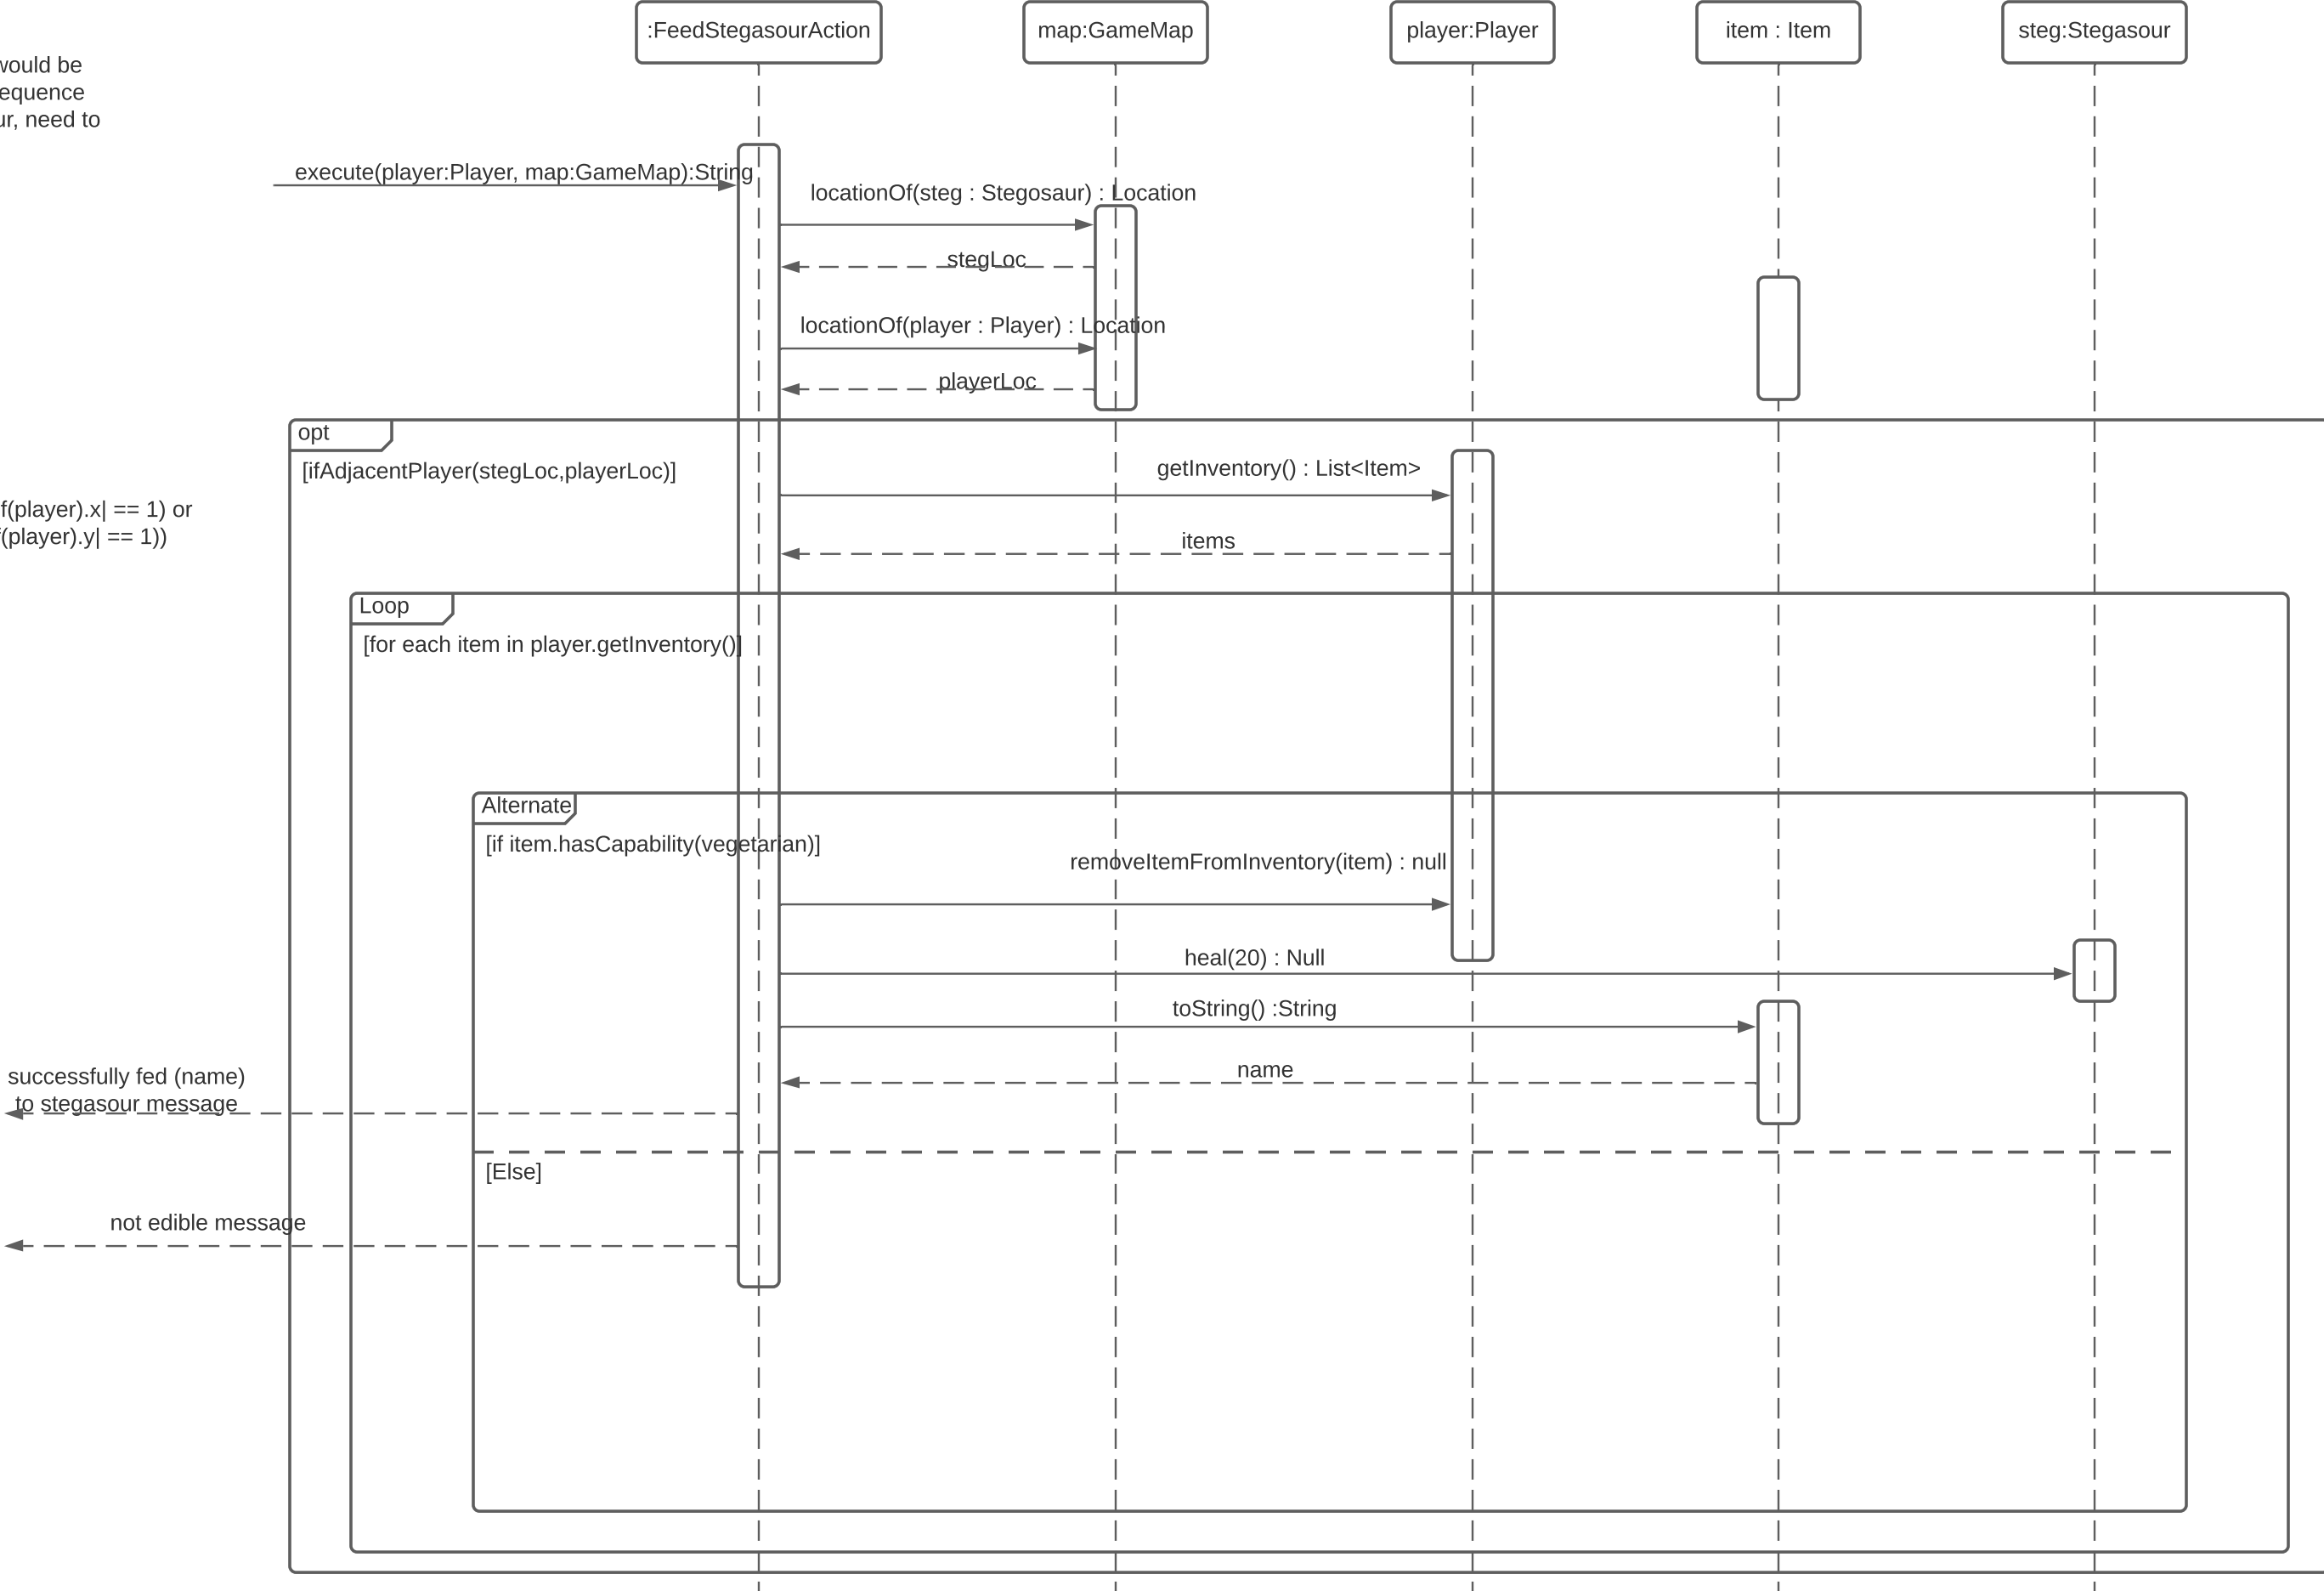 :FeedStegasourAction
map:GameMap
player:Player
item : Item
steg:Stegasour
would be
equence
ur, need to
execute(player:Player, map:GameMap):String
locationOf(steg : Stegosaur) : Location
stegLoc
locationOf(player : Player) : Location
playerLoc
opt
[ifAdjacentPlayer(stegLoc,playerLoc)]
getInventory() : List<Item>
f(player).x| == 1) or
(player).y| == 1))
items
Loop
[for each item in player.getInventory()]
Alternate
[if item.hasCapability(vegetarian)]
removeItemFromInventory(item) : null
heal(20) : Null
toString() :String
name
successfully fed (name)
to stegasour message
[Else]
not edible message